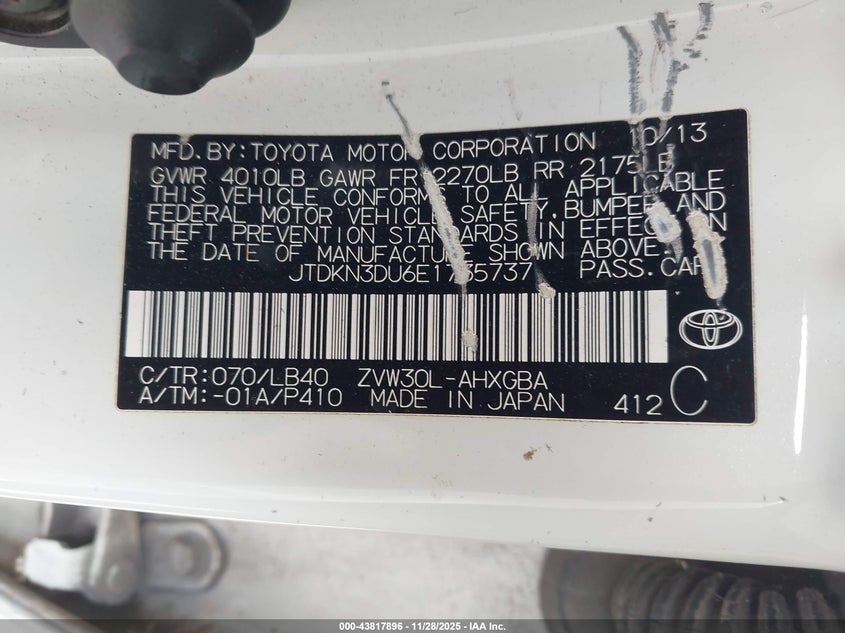 MFD. BY: TOYOTA MOTOR CORPORATION 10/13
GVWR 4010LB GAWR FR 2270LB RR 2175LB
THIS VEHICLE CONFORMS TO ALL APPLICABLE
FEDERAL MOTOR VEHICLE SAFETY, BUMPER, AND
THEFT PREVENTION STANDARDS IN EFFECT ON
THE DATE OF MANUFACTURE SHOWN ABOVE.
PASS. CAR
C/TR: 070/LB40 ZVW30L-AHXGBA
A/TM: -01A/P410 MADE IN JAPAN 412 C
000-43817896 | 11/28/2025 — IAA Inc.